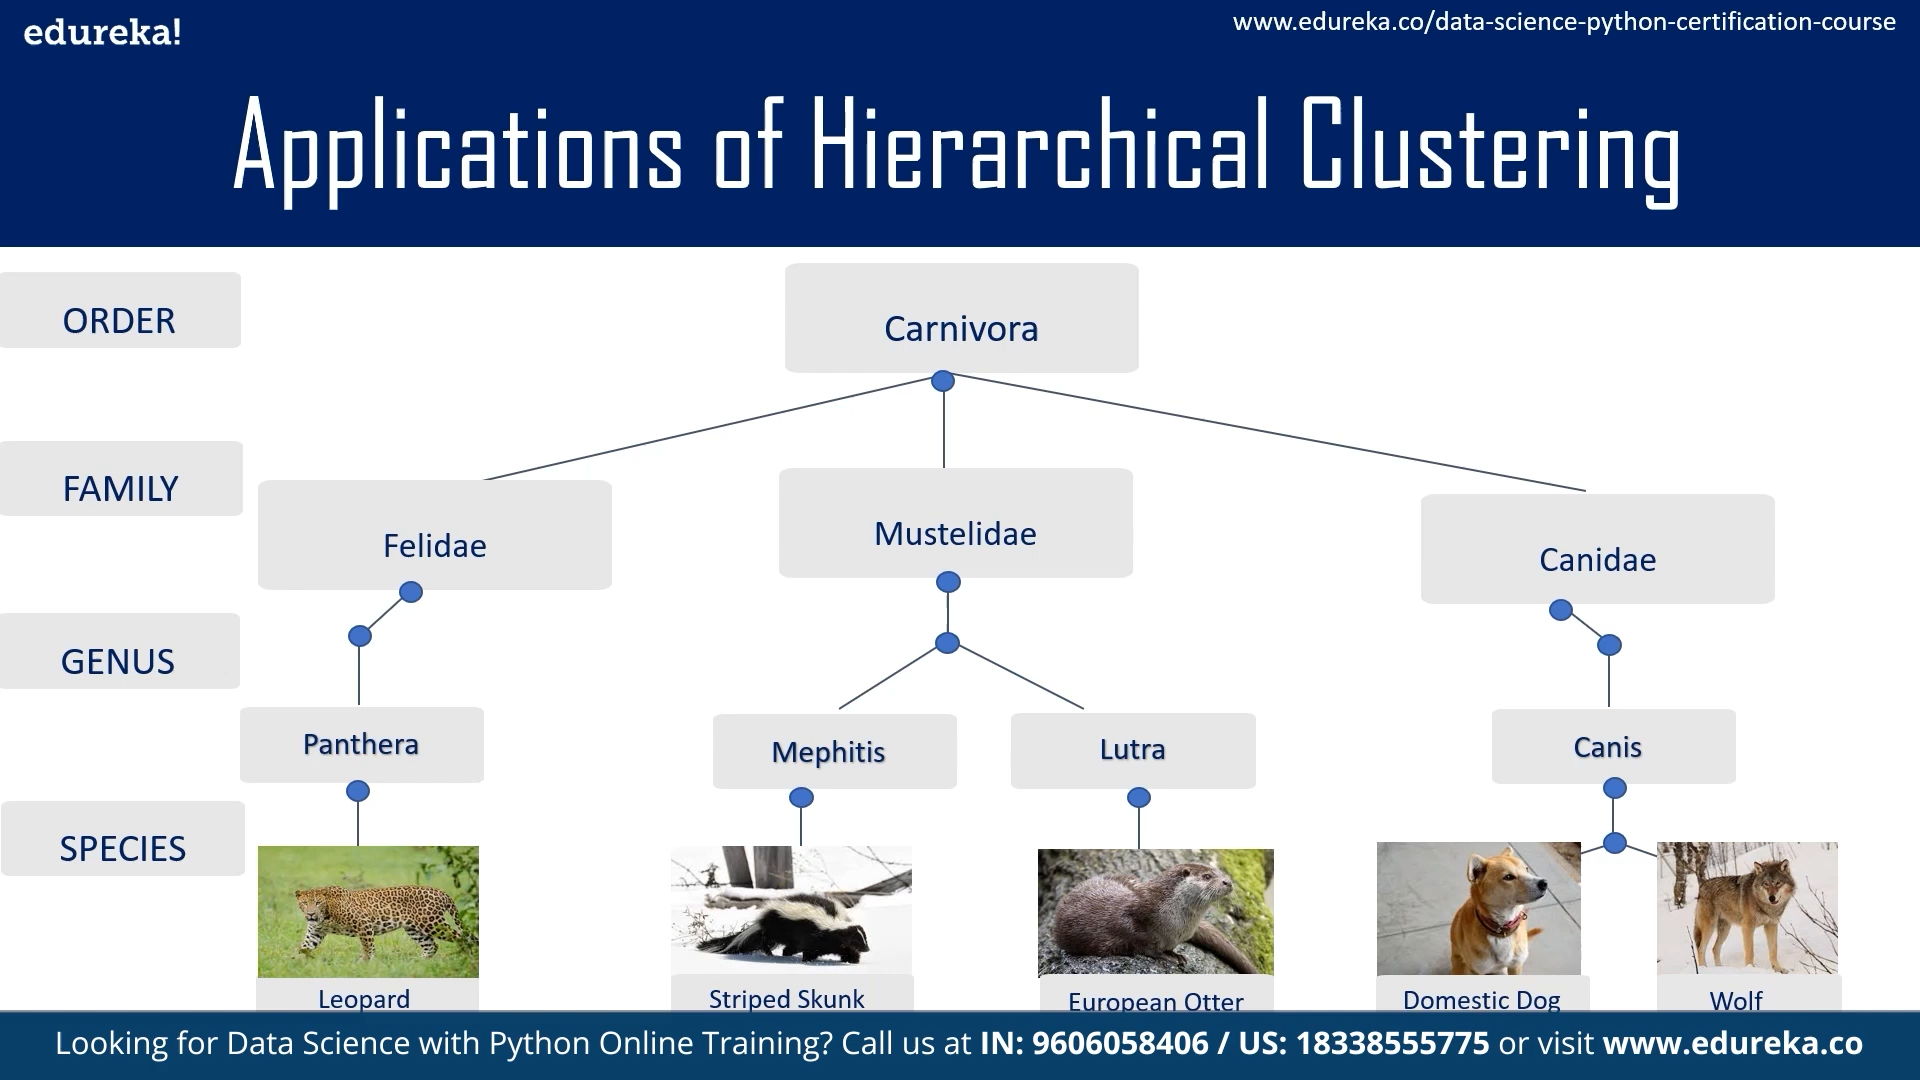 edureka!
www.edureka.co/data-science-python-certification-course
Applications of Hierarchical Clustering
ORDER
Carnivora
FAMILY
Felidae
Mustelidae
Canidae
GENUS
Panthera
Mephitis
Lutra
Canis
SPECIES
Leopard
Striped Skunk
European Otter
Domestic Dog
Wolf
Looking for Data Science with Python Online Training? Call us at IN: 9606058406 / US: 18338555775 or visit www.edureka.co